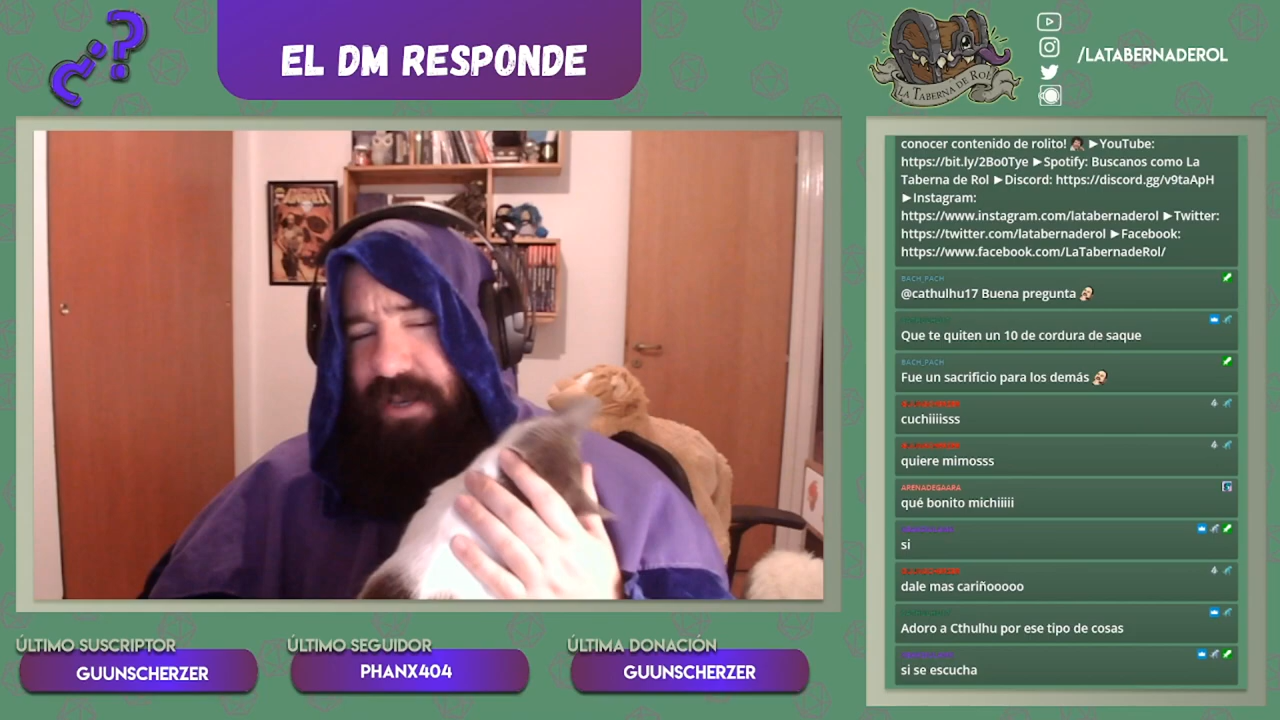 EL DM RESPONDE
LA TABERNA DE ROL
/LATABERNADEROL
conocer contenido de rolito! ►YouTube:
https://bit.ly/2Bo0Tye ►Spotify: Buscanos como La
Taberna de Rol ►Discord: https://discord.gg/v9taApH
►Instagram:
https://www.instagram.com/latabernaderol ►Twitter:
https://twitter.com/latabernaderol ►Facebook:
https://www.facebook.com/LaTabernadeRol/
BACH_PACH
@cathulhu17 Buena pregunta
Que te quiten un 10 de cordura de saque
BACH_PACH
Fue un sacrificio para los demás
cuchiiiisss
quiere mimosss
ARENADEGAARA
qué bonito michiiiii
si
dale mas cariñooooo
Adoro a Cthulhu por ese tipo de cosas
si se escucha
ÚLTIMO SUSCRIPTOR
GUUNSCHERZER
ÚLTIMO SEGUIDOR
PHANX404
ÚLTIMA DONACIÓN
GUUNSCHERZER